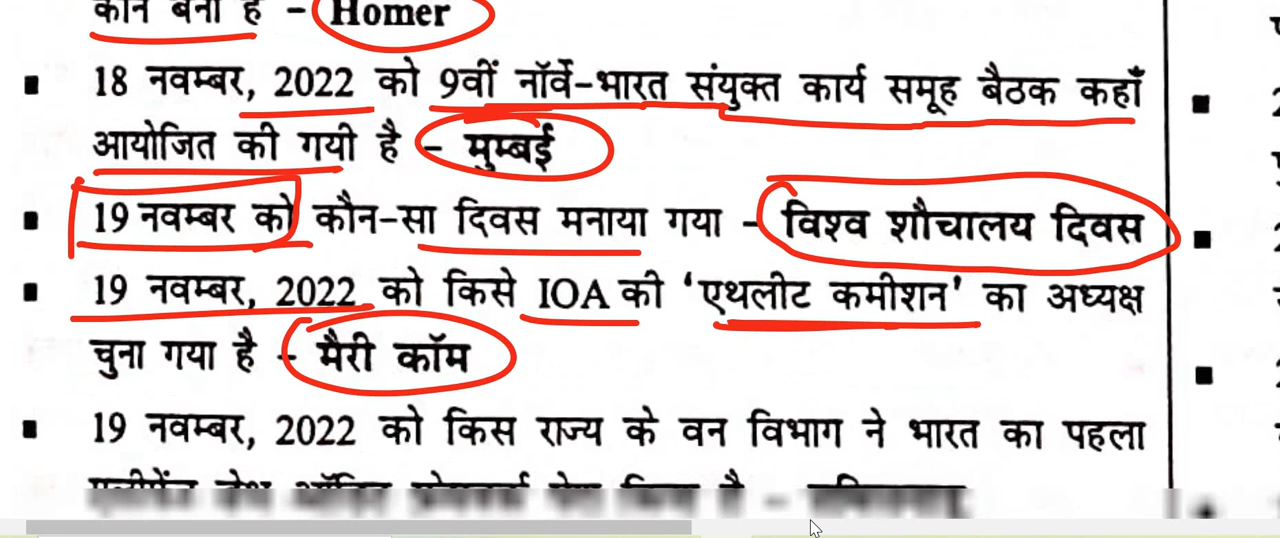 कौन बना है – Homer
18 नवम्बर, 2022 को 9वीं नॉर्वे-भारत संयुक्त कार्य समूह बैठक कहाँ
आयोजित की गयी है – मुम्बई
19 नवम्बर को कौन-सा दिवस मनाया गया – विश्व शौचालय दिवस
19 नवम्बर, 2022 को किसे IOA की 'एथलीट कमीशन' का अध्यक्ष
चुना गया है – मैरी कॉम
19 नवम्बर, 2022 को किस राज्य के वन विभाग ने भारत का पहला